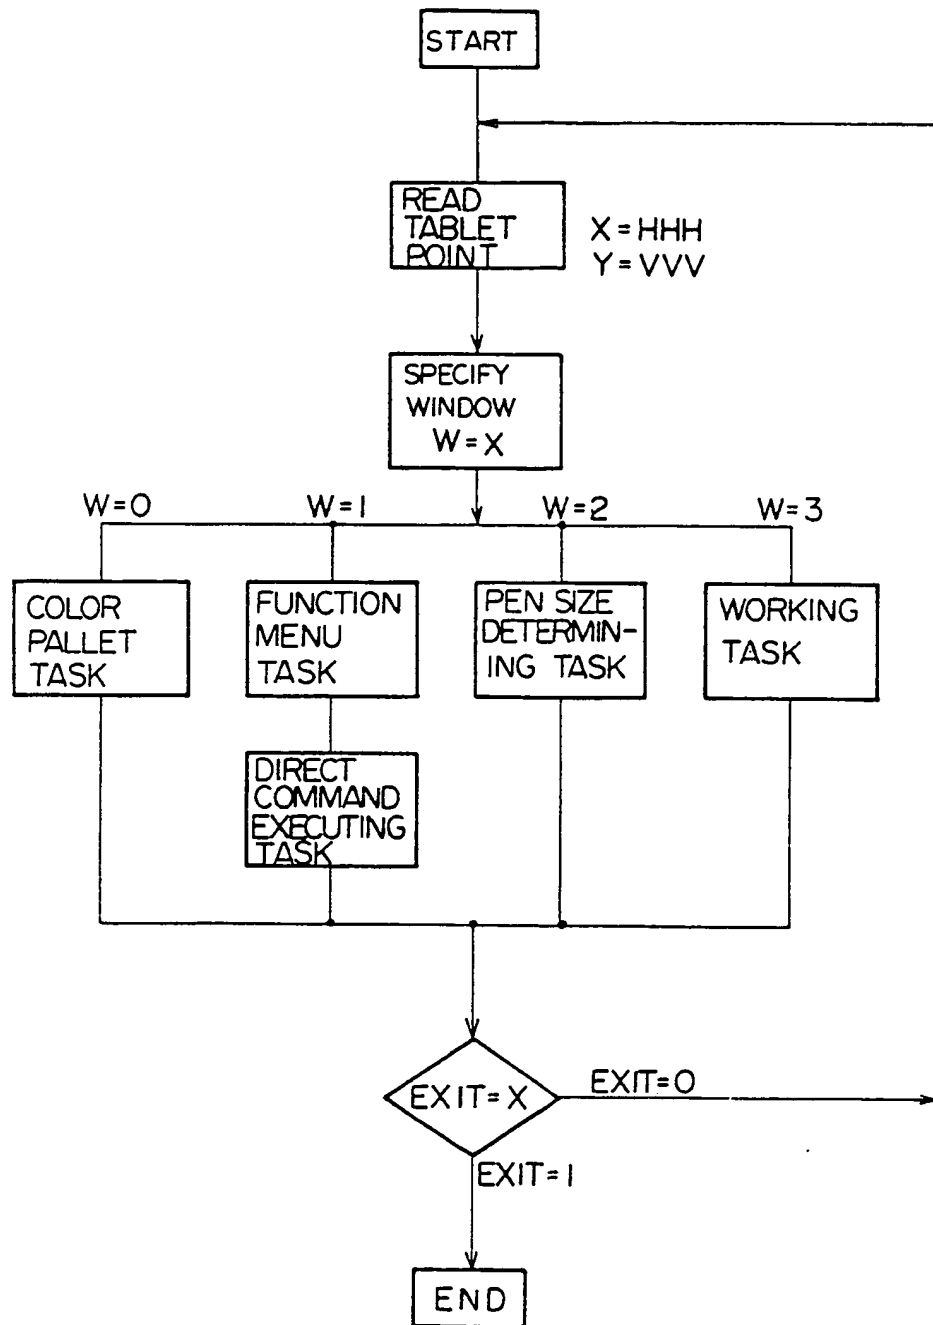 START
READ
TABLET
POINT
X=HHH
Y=VVV
SPECIFY
WINDOW
W=X
W=0
W=1
W=2
W=3
COLOR
PALLET
TASK
FUNCTION
MENU
TASK
PEN SIZE
DETERMIN-
ING TASK
WORKING
TASK
DIRECT
COMMAND
EXECUTING
TASK
EXIT=X
EXIT=0
EXIT=1
END